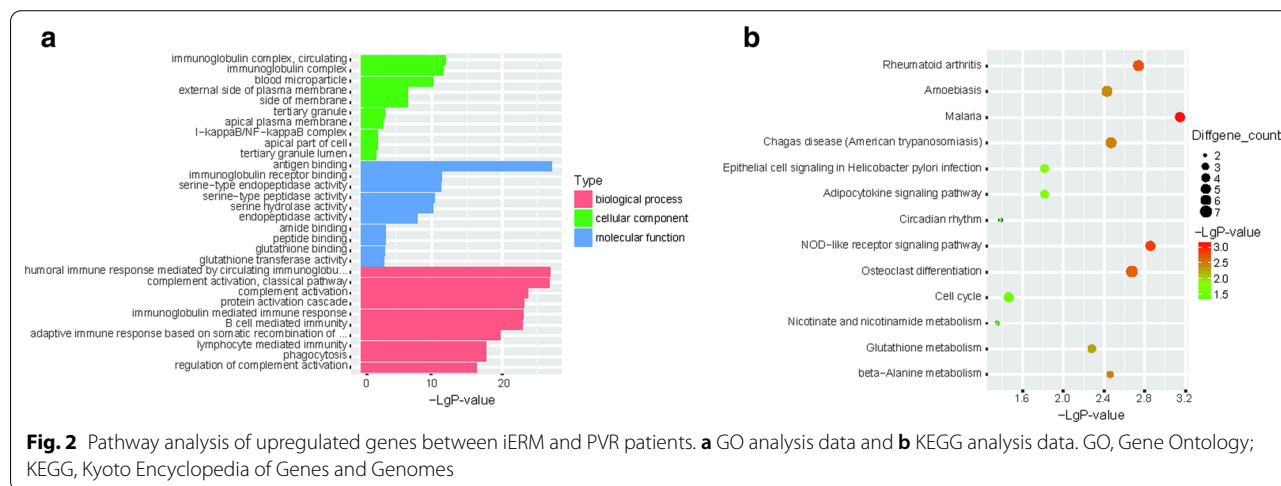 a
immunoglobulin complex, circulating
immunoglobulin complex
blood microparticle
external side of plasma membrane
side of membrane
tertiary granule
apical plasma membrane
I-kappaB/NF-kappaB complex
apical part of cell
tertiary granule lumen
antigen binding
immunoglobulin receptor binding
serine-type endopeptidase activity
serine-type peptidase activity
serine hydrolase activity
endopeptidase activity
amide binding
peptide binding
glutathione binding
glutathione transferase activity
humoral immune response mediated by circulating immunoglobu...
complement activation, classical pathway
complement activation
protein activation cascade
immunoglobulin mediated immune response
B cell mediated immunity
adaptive immune response based on somatic recombination of ...
lymphocyte mediated immunity
phagocytosis
regulation of complement activation
0 10 20
-LgP-value
Type
biological process
cellular component
molecular function
b
Rheumatoid arthritis
Amoebiasis
Malaria
Chagas disease (American trypanosomiasis)
Epithelial cell signaling in Helicobacter pylori infection
Adipocytokine signaling pathway
Circadian rhythm
NOD-like receptor signaling pathway
Osteoclast differentiation
Cell cycle
Nicotinate and nicotinamide metabolism
Glutathione metabolism
beta-Alanine metabolism
1.6 2.0 2.4 2.8 3.2
-LgP-value
Diffgene_count
2
3
4
5
6
7
-LgP-value
3.0
2.5
2.0
1.5
Fig. 2 Pathway analysis of upregulated genes between iERM and PVR patients. a GO analysis data and b KEGG analysis data. GO, Gene Ontology;
KEGG, Kyoto Encyclopedia of Genes and Genomes